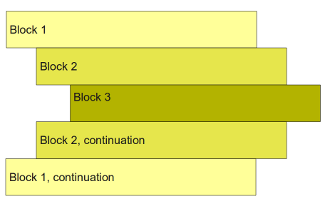 Block 1
Block 2
Block 3
Block 2, continuation
Block 1, continuation